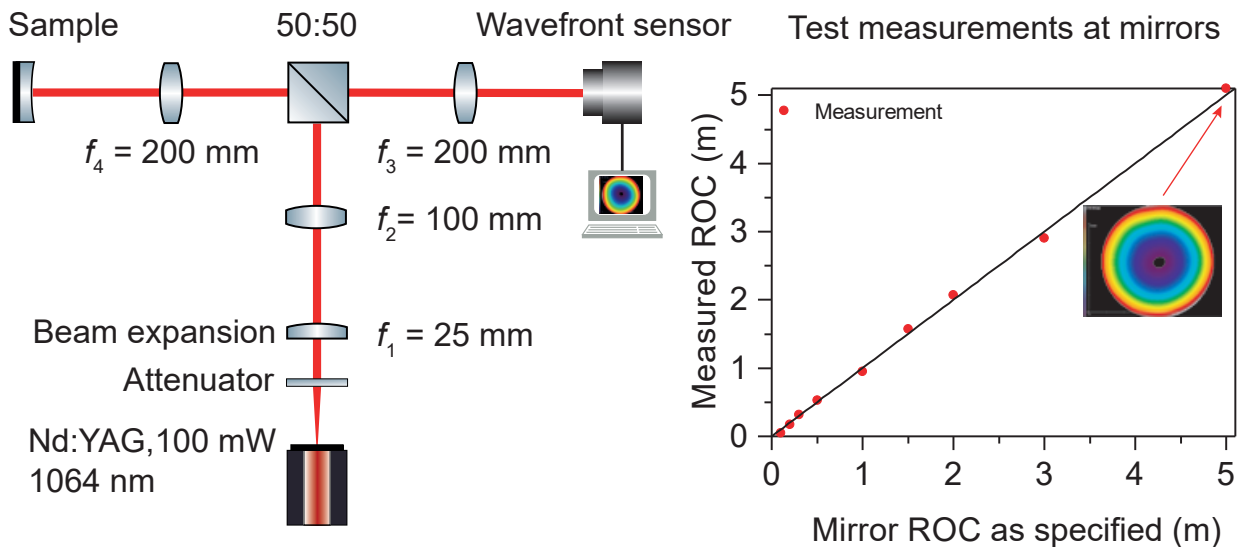 Sample
50:50
Wavefront sensor
f4 = 200 mm
f3 = 200 mm
f2= 100 mm
Beam expansion
f1 = 25 mm
Attenuator
Nd:YAG,100 mW
1064 nm
Test measurements at mirrors
Measured ROC (m)
5
4
3
2
1
0
Measurement
0 1 2 3 4 5
Mirror ROC as specified (m)